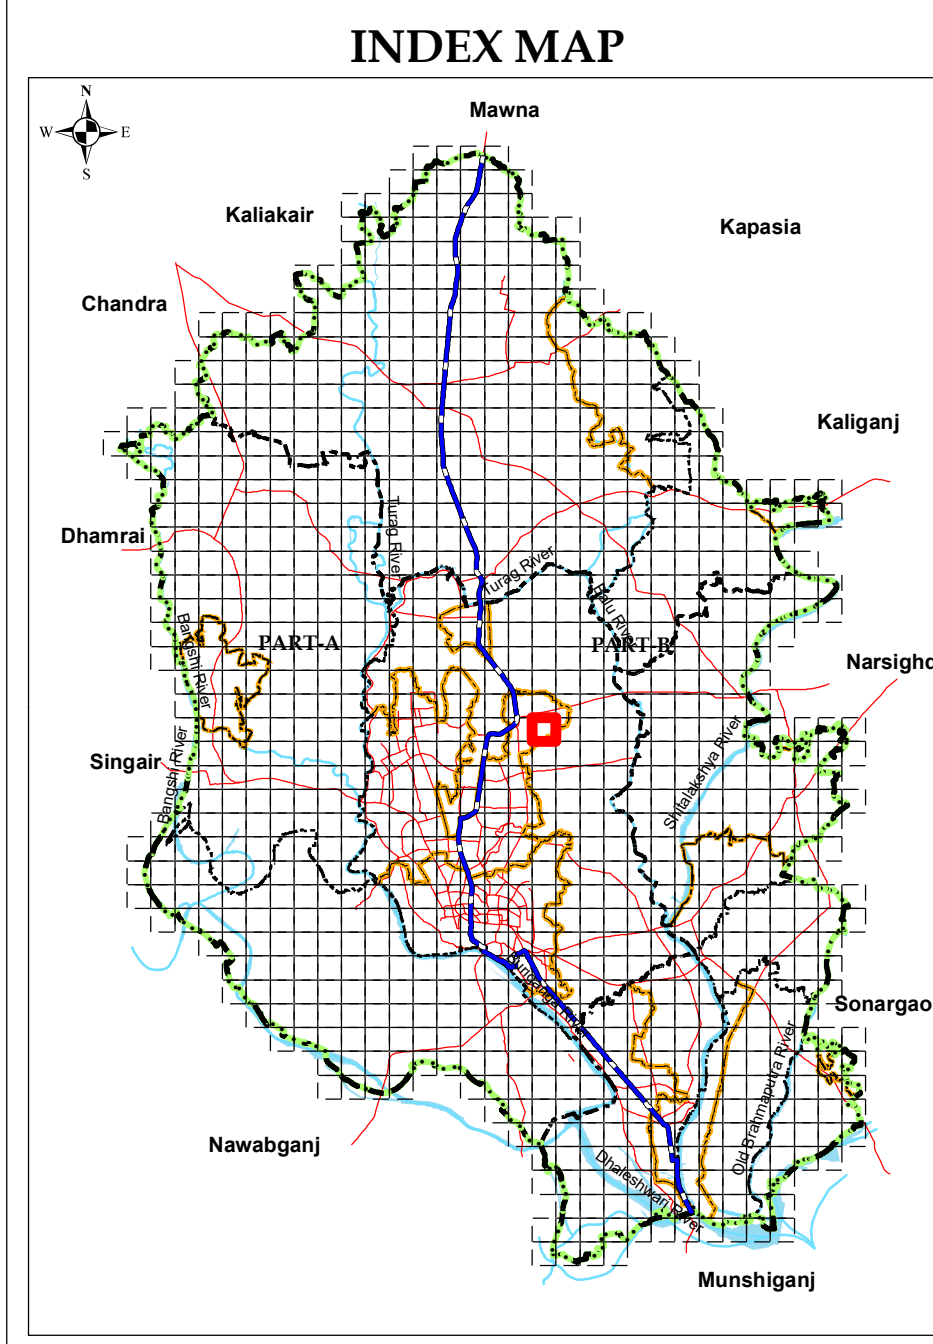 INDEX MAP
N
W
E
S
Mawna
Kaliakair
Kapasia
Chandra
Kaliganj
Dhamrai
Turag River
Turag River
Balu River
Bangshi River
PART-A
PART-B
Narsighd
Singair
Bangshi River
Shitalakshya River
Buriganga River
Sonargao
Old Brahmaputra River
Nawabganj
Dhaleshwari River
Munshiganj